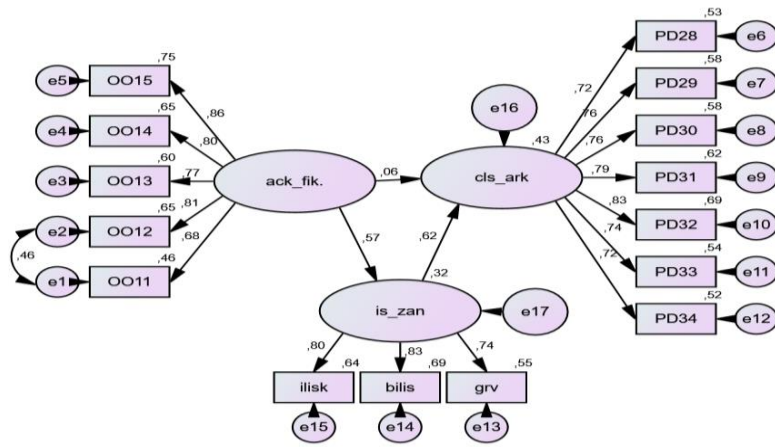 ,53
PD28
e6
,75
e5
OO15
,72
,58
PD29
e7
,86
e16
,76
,65
e4
OO14
,80
,58
PD30
e8
,43
,76
,60
e3
OO13
,77
ack_fik.
,06
cls_ark
,79
,62
PD31
e9
,65
e2
OO12
,81
,83
,69
PD32
e10
,68
,57
,62
,74
,46
,46
e1
OO11
,72
,54
PD33
e11
,32
is_zan
e17
,52
PD34
e12
,80
,83
,74
,64
,69
,55
ilisk
bilis
grv
e15
e14
e13